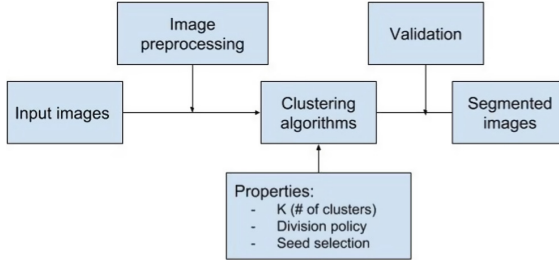 Image
preprocessing
Validation
Input images
Clustering
algorithms
Segmented
images
Properties:
- K (# of clusters)
- Division policy
- Seed selection